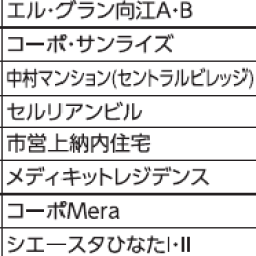 エル・グラン向江A・B
コーポ・サンライズ
中村マンション(セントラルビレッジ)
セルリアンビル
市営上納内住宅
メディキットレジデンス
コーポMera
シエースタひなたⅠ・Ⅱ